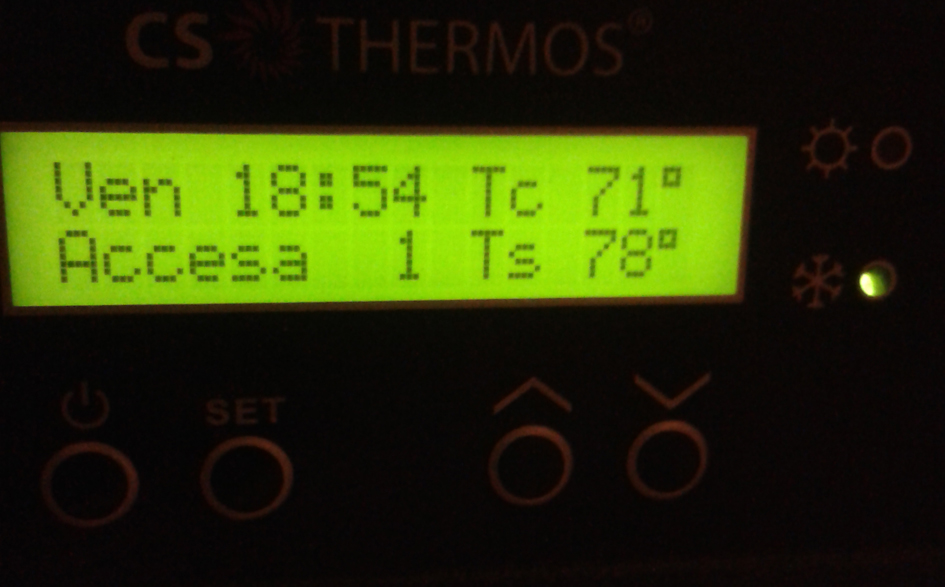 CS THERMOS®
Ven 18:54 Tc 71°
Accesa 1 Ts 78°
SET